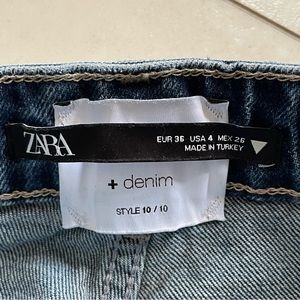 ZARA
EUR 36 USA 4 MEX 26
MADE IN TURKEY
+ denim
STYLE 10 / 10